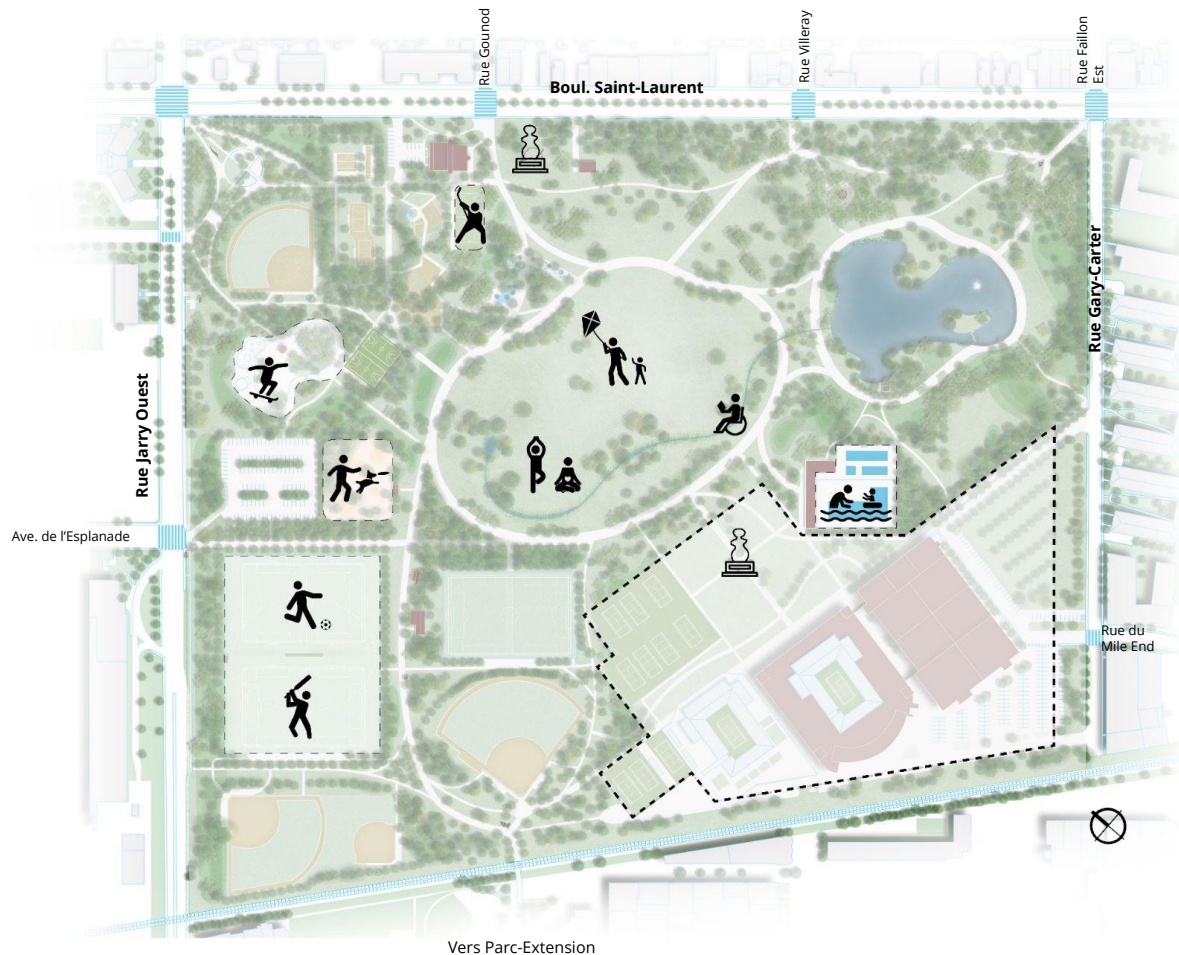 Rue Gounod
Rue Villeray
Rue Faillon
Est
Boul. Saint-Laurent
Rue Gary-Carter
Rue Jarry Ouest
Ave. de l’Esplanade
Rue du
Mile End
Vers Parc-Extension